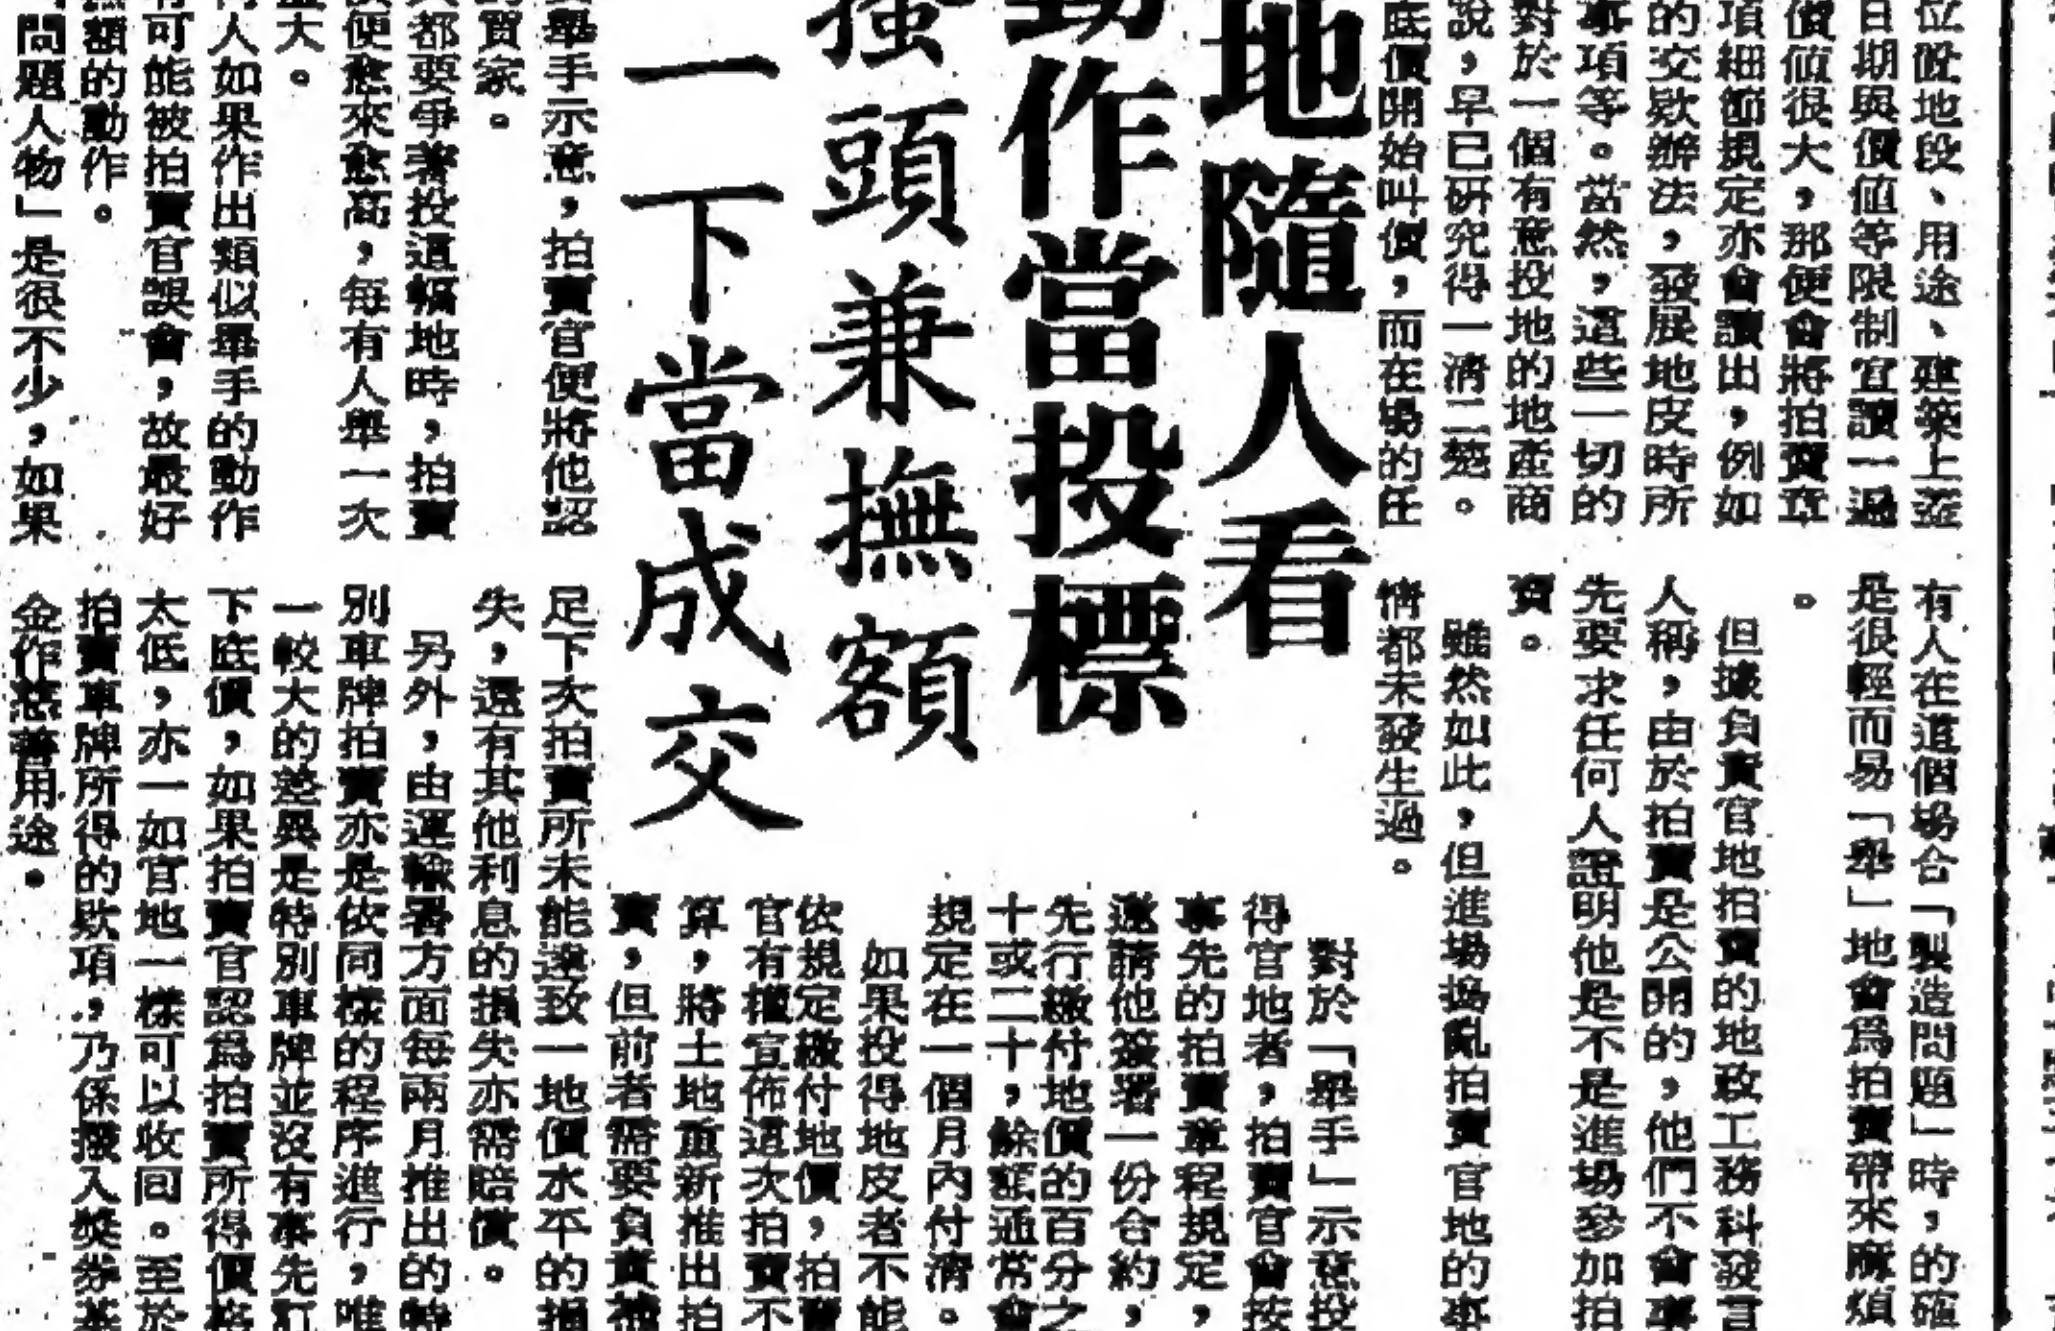 位置地段、用途、建築上蓋
日期與價值等限制宣讀一過
價值很大，那便會將拍賣章
項細節規定亦會讀出，例如
的交欵辦法，發展地皮時所
事項等。當然，這些一切的
對於一個有意投地的地產商
說，早已研究得一清二楚。
底價開始叫價，而在場的任
地隨人看
動作當投標
搔頭兼撫額
一下當成交
舉手示意，拍賣官便將他認
買家。
都要爭着投這幅地時，拍賣
便愈來愈高，每有人舉一次
大。
人如果作出類似舉手的動作
可能被拍賣官誤會，故最好
撫額的動作。
問題人物」是很不少，如果
有人在這個場合「製造問題」時，的確
是很輕而易「舉」地會爲拍賣帶來麻煩
。
但據負責官地拍賣的地政工務科發言
人稱，由於拍賣是公開的，他們不會事
先要求任何人證明他是不是進場參加拍
賣。
雖然如此，但進場搗亂拍賣官地的事
情都未發生過。
對於「舉手」示意投
得官地者，拍賣官會按
事先的拍賣章程規定，
邀請他簽署一份合約，
先行繳付地價的百分之
十或二十，餘額通常會
規定在一個月內付清。
如果投得地皮者不能
依規定繳付地價，拍賣
官有權宣佈這次拍賣不
算，將土地重新推出拍
賣，但前者需要負責補
足下次拍賣所未能達致一地價水平的損
失，還有其他利息的損失亦需賠償。
另外，由運輸署方面每兩月推出的特
別車牌拍賣亦是依同樣的程序進行，唯
一較大的差異是特別車牌並沒有事先訂
下底價，如果拍賣官認爲拍賣所得價格
太低，亦一如官地一樣可以收回。至於
拍賣車牌所得的欵項，乃係撥入獎券基
金作慈善用途。